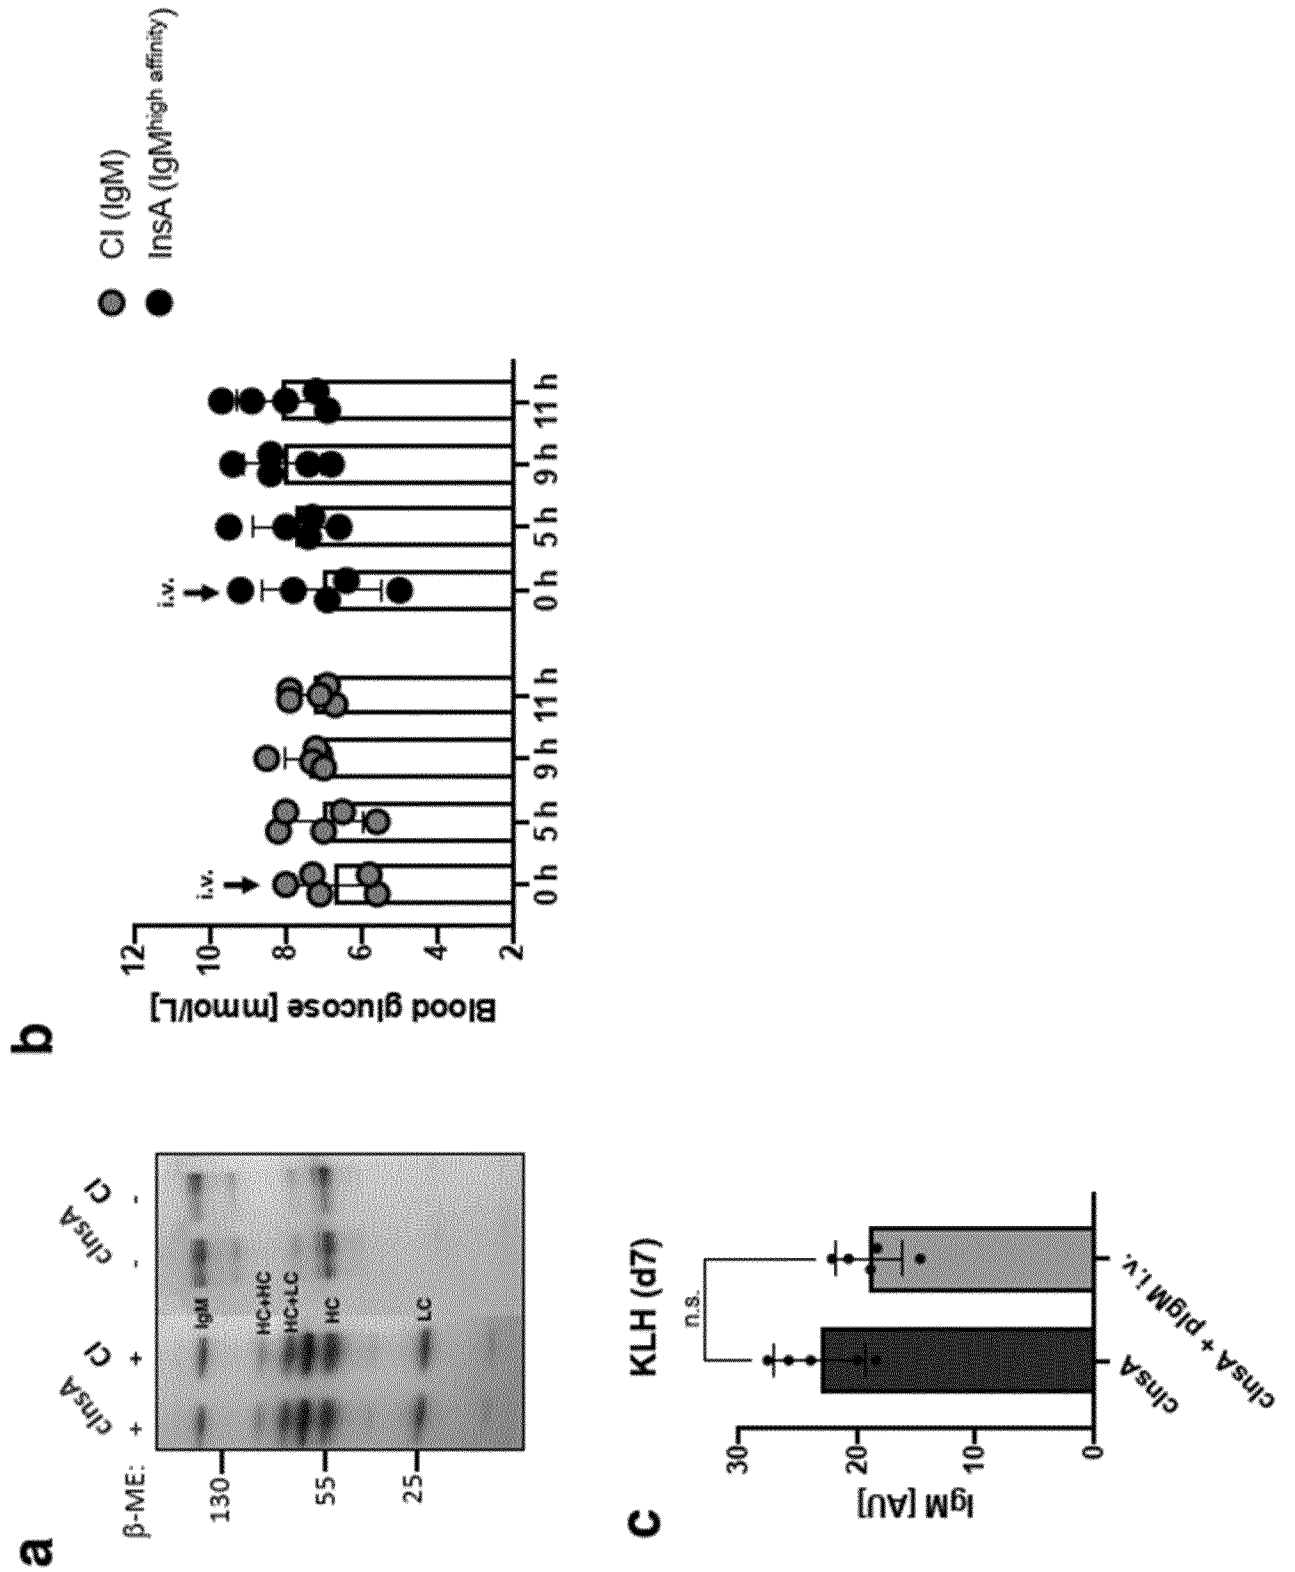 a
cInsA CI cInsA CI
β-ME: + + - -
130
55
25
IgM
HC+HC
HC+LC
HC
LC
b
CI (IgM)
InsA (IgMhigh affinity)
Blood glucose [mmol/L]
12
10
8
6
4
2
i.v.
i.v.
0 h 5 h 9 h 11 h 0 h 5 h 9 h 11 h
c
KLH (d7)
n.s.
IgM [AU]
30
20
10
0
cInsA
cInsA + pIgM i.v.